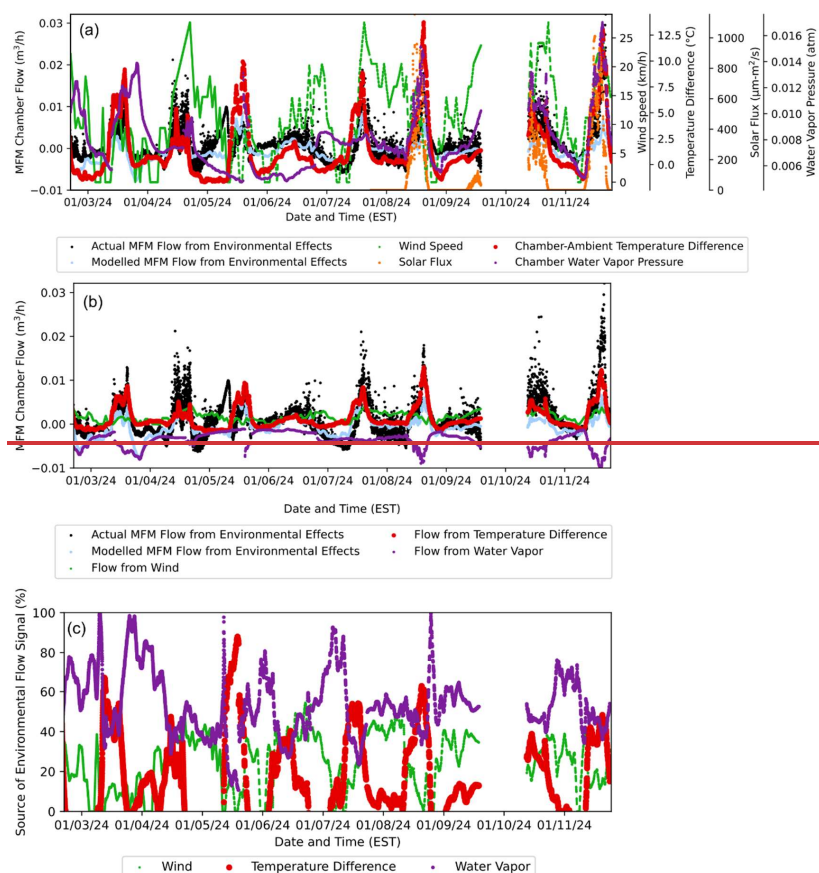 (a)
0.03
0.02
0.01
0.00
−0.01
MFM Chamber Flow (m³/h)
25
20
15
10
5
0
Wind speed (km/h)
12.5
10.0
7.5
5.0
2.5
0.0
Temperature Difference (°C)
1000
800
600
400
200
0
Solar Flux (μm-m²/s)
0.016
0.014
0.012
0.010
0.008
0.006
Water Vapor Pressure (atm)
01/03/24 01/04/24 01/05/24 01/06/24 01/07/24 01/08/24 01/09/24 01/10/24 01/11/24
Date and Time (EST)
Actual MFM Flow from Environmental Effects Wind Speed Chamber-Ambient Temperature Difference
Modelled MFM Flow from Environmental Effects Solar Flux Chamber Water Vapor Pressure
(b)
0.03
0.02
0.01
0.00
−0.01
MFM Chamber Flow (m³/h)
01/03/24 01/04/24 01/05/24 01/06/24 01/07/24 01/08/24 01/09/24 01/10/24 01/11/24
Date and Time (EST)
Actual MFM Flow from Environmental Effects Flow from Temperature Difference
Modelled MFM Flow from Environmental Effects Flow from Water Vapor
Flow from Wind
(c)
100
80
60
40
20
0
Source of Environmental Flow Signal (%)
01/03/24 01/04/24 01/05/24 01/06/24 01/07/24 01/08/24 01/09/24 01/10/24 01/11/24
Date and Time (EST)
Wind Temperature Difference Water Vapor